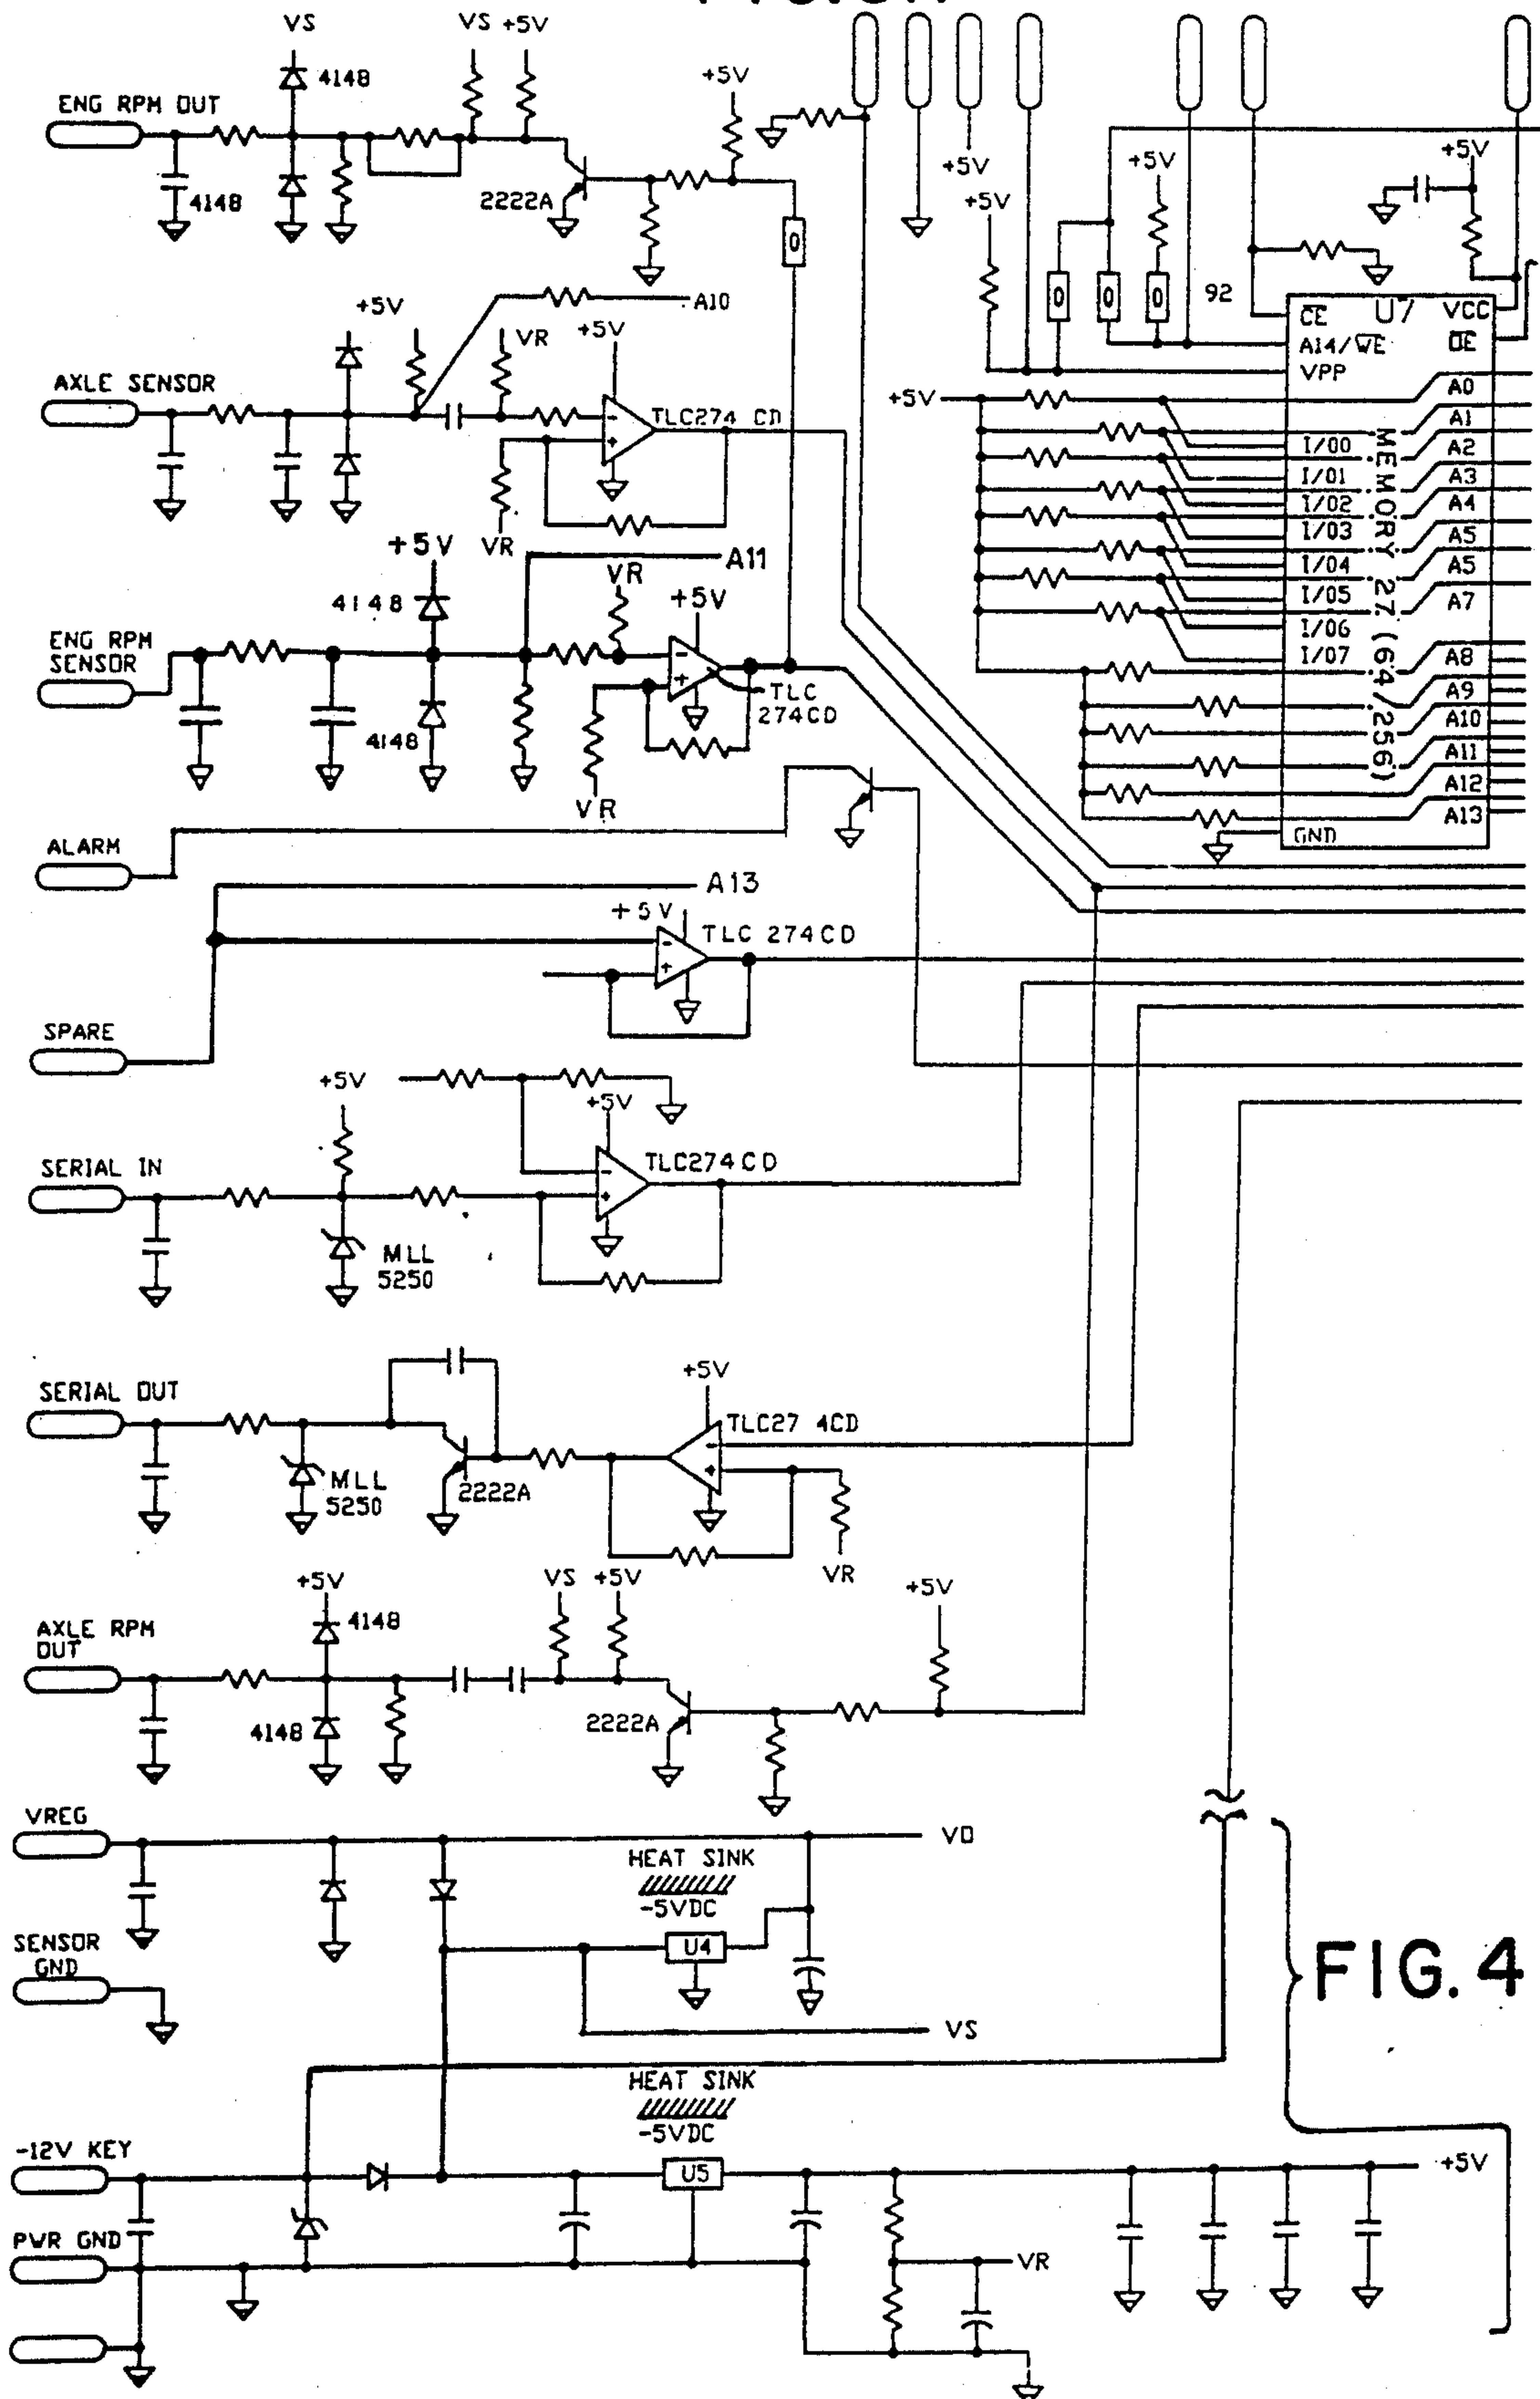 VS
VS +5V
4148
ENG RPM OUT
+5V
4148
2222A
0
+5V
+5V
+5V
+5V
0
0
0
92
CE
U7
VCC
A14/WE
OE
VPP
+5V
A10
+5V
VR
AXLE SENSOR
TLC274 CD
VR
+5V
A0
A1
I/00
A2
I/01
A3
I/02
A4
I/03
A5
I/04
A5
I/05
A7
I/06
I/07
A8
A9
A10
A11
A12
A13
GND
MEMORY 27 (64/256)
+5V
A11
VR
4148
+5V
ENG RPM
SENSOR
TLC
274CD
4148
VR
ALARM
A13
+5V
TLC 274CD
SPARE
+5V
+5V
SERIAL IN
TLC274CD
MLL
5250
+5V
SERIAL OUT
TLC27 4CD
MLL
5250
2222A
VR
+5V
VS +5V
+5V
4148
AXLE RPM
OUT
4148
2222A
VREG
VO
HEAT SINK
-5VDC
SENSOR
GND
U4
FIG. 4
VS
HEAT SINK
-5VDC
-12V KEY
U5
+5V
PWR GND
VR